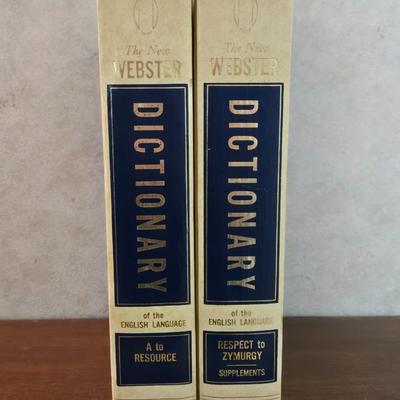 The New
WEBSTER
DICTIONARY
of the
ENGLISH LANGUAGE
A to
RESOURCE
The New
WEBSTER
DICTIONARY
of the
ENGLISH LANGUAGE
RESPECT to
ZYMURGY
SUPPLEMENTS